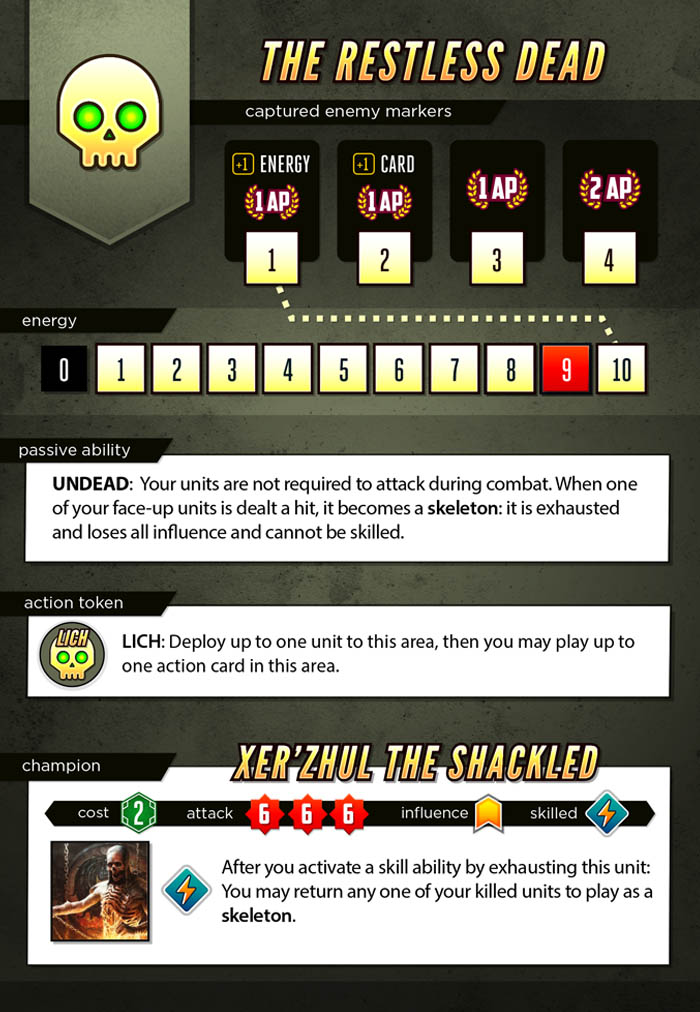 THE RESTLESS DEAD
captured enemy markers
+1 ENERGY
1 AP
+1 CARD
1 AP
1 AP
2 AP
1 2 3 4
energy
0 1 2 3 4 5 6 7 8 9 10
passive ability
UNDEAD: Your units are not required to attack during combat. When one
of your face-up units is dealt a hit, it becomes a skeleton: it is exhausted
and loses all influence and cannot be skilled.
action token
LICH
LICH: Deploy up to one unit to this area, then you may play up to
one action card in this area.
XER'ZHUL THE SHACKLED
champion
cost 2 attack 6 6 6 influence skilled
After you activate a skill ability by exhausting this unit:
You may return any one of your killed units to play as a
skeleton.